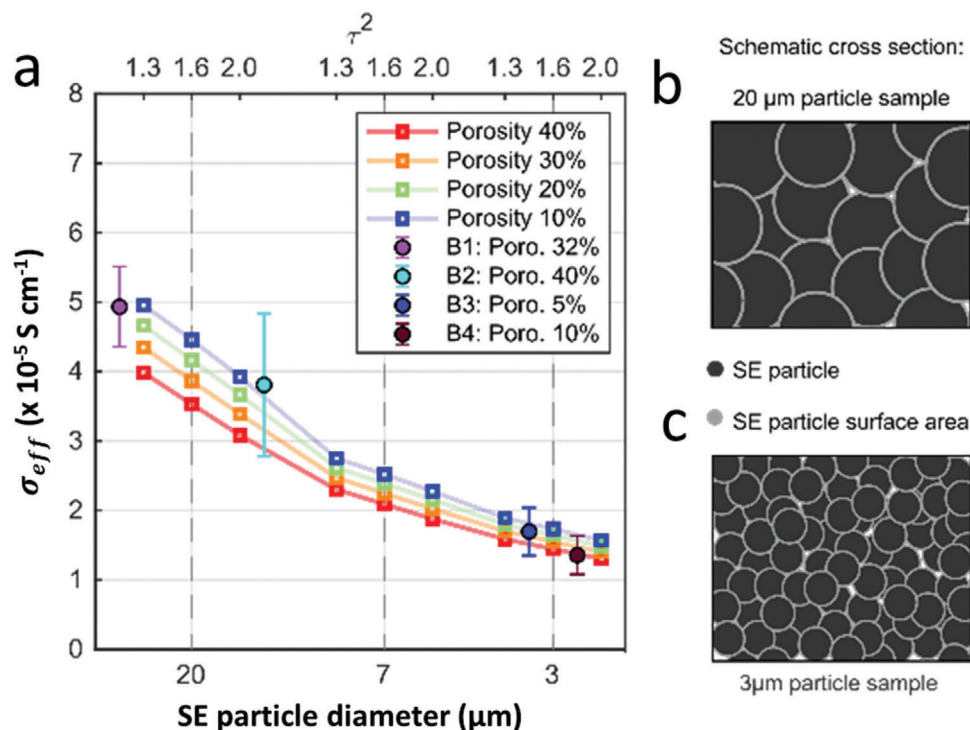 a
τ²
1.3 1.6 2.0 1.3 1.6 2.0 1.3 1.6 2.0
8
7
6
5
4
3
2
1
0
σeff (x 10⁻⁵ S cm⁻¹)
Porosity 40%
Porosity 30%
Porosity 20%
Porosity 10%
B1: Poro. 32%
B2: Poro. 40%
B3: Poro. 5%
B4: Poro. 10%
20 7 3
SE particle diameter (μm)
Schematic cross section:
b
20 μm particle sample
SE particle
SE particle surface area
c
3μm particle sample